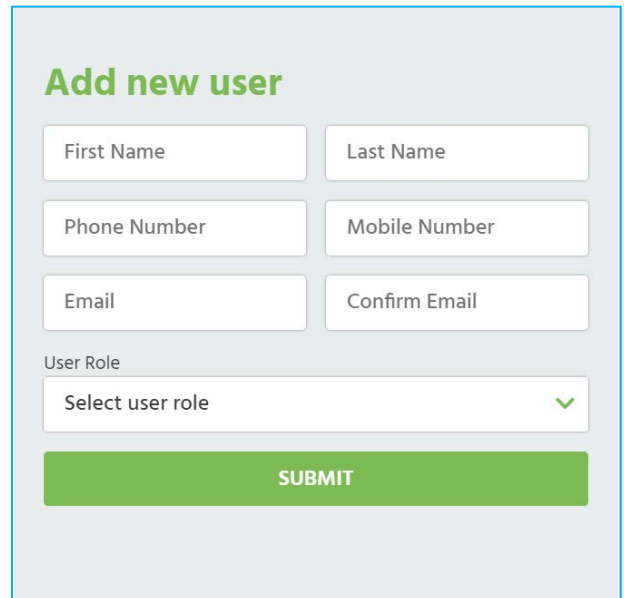 Add new user
First Name
Last Name
Phone Number
Mobile Number
Email
Confirm Email
User Role
Select user role
SUBMIT